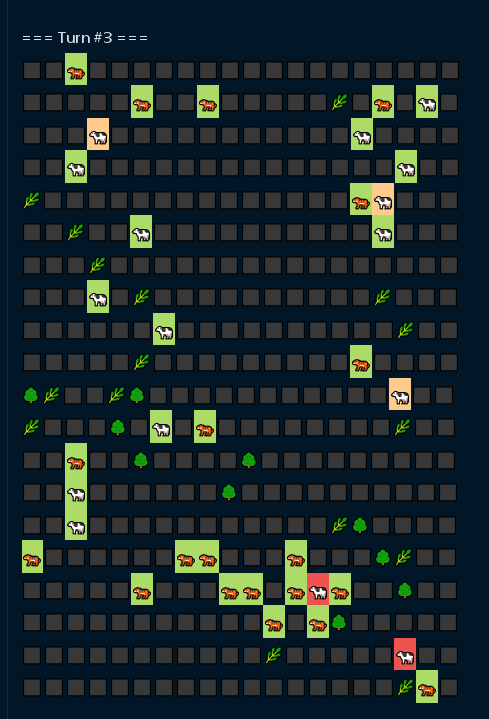 === Turn #3 ===